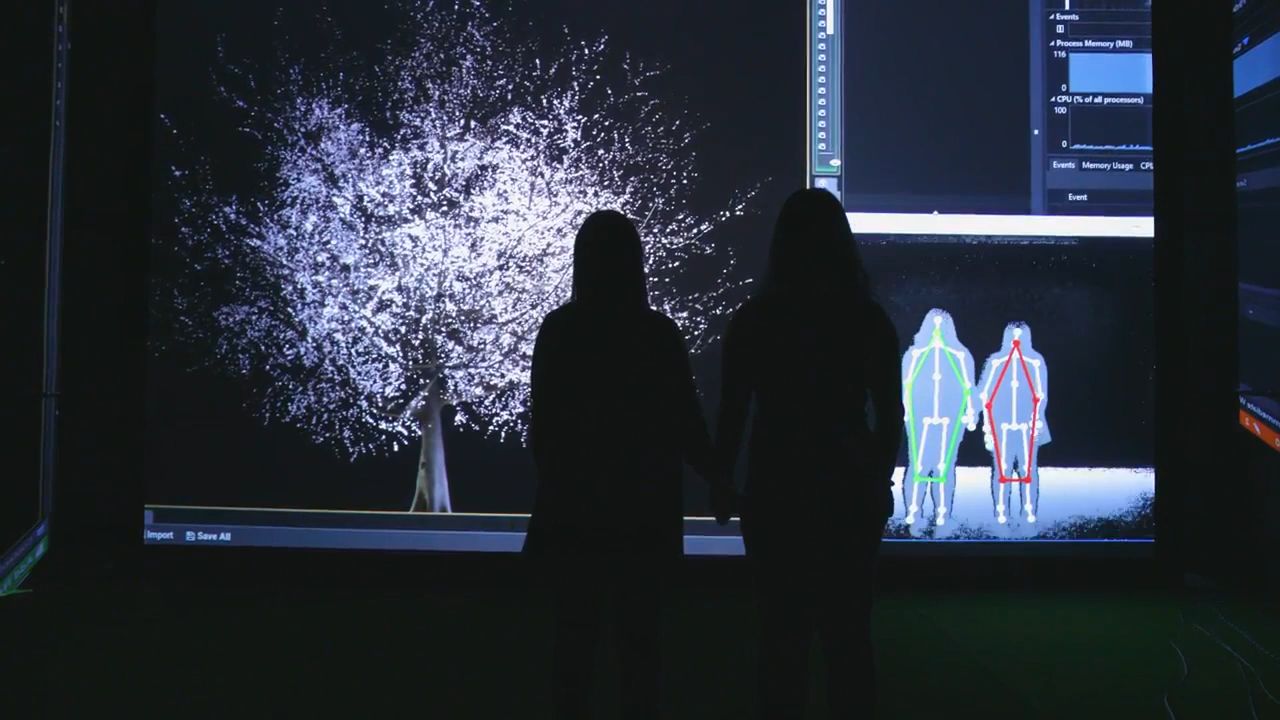 Events
Process Memory (MB)
116
0
CPU (% of all processors)
100
0
Events Memory Usage
Event
Import Save All